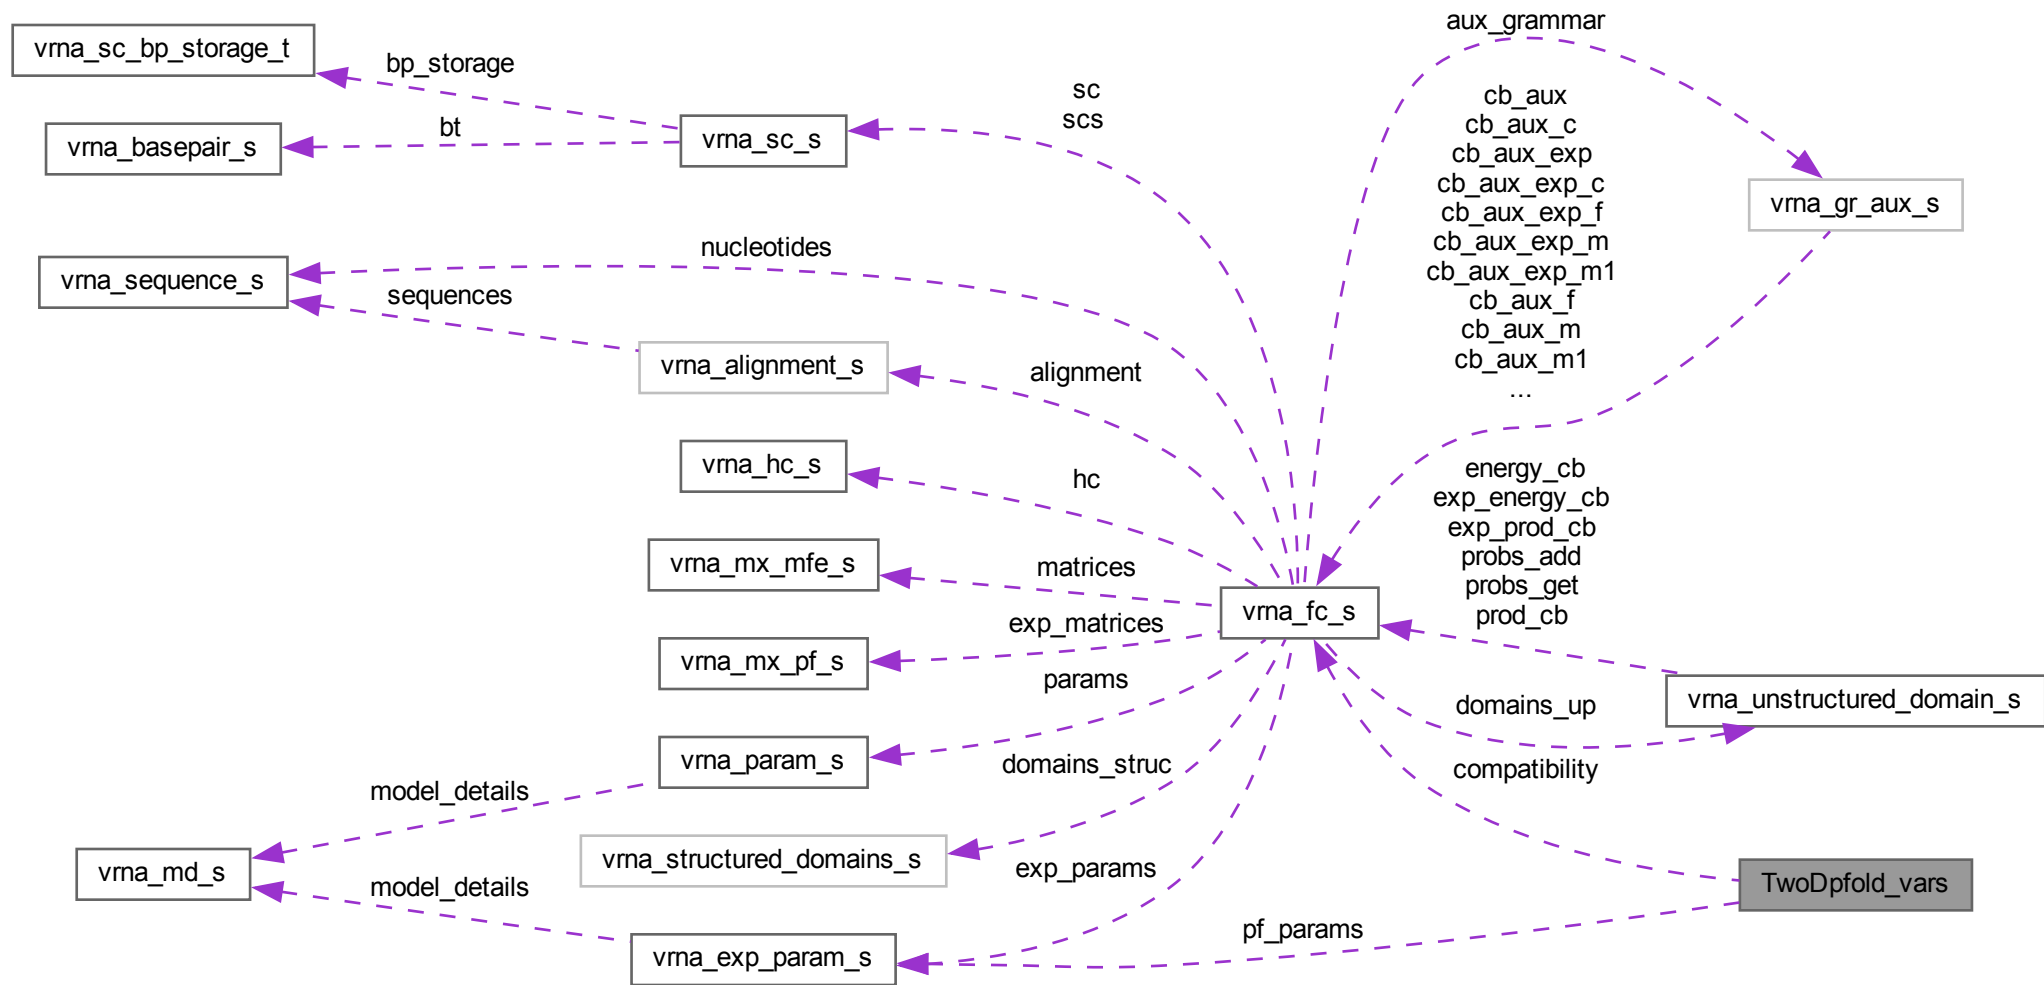 aux_grammar
vrna_sc_bp_storage_t
bp_storage
sc
scs
cb_aux
cb_aux_c
cb_aux_exp
cb_aux_exp_c
cb_aux_exp_f
cb_aux_exp_m
cb_aux_exp_m1
cb_aux_f
cb_aux_m
cb_aux_m1
...
bt
vrna_basepair_s
vrna_sc_s
vrna_gr_aux_s
nucleotides
vrna_sequence_s
sequences
vrna_alignment_s
alignment
vrna_hc_s
hc
energy_cb
exp_energy_cb
exp_prod_cb
probs_add
probs_get
prod_cb
vrna_mx_mfe_s
matrices
vrna_fc_s
exp_matrices
vrna_mx_pf_s
params
domains_up
vrna_unstructured_domain_s
vrna_param_s
domains_struc
compatibility
model_details
vrna_structured_domains_s
exp_params
vrna_md_s
model_details
TwoDpfold_vars
pf_params
vrna_exp_param_s